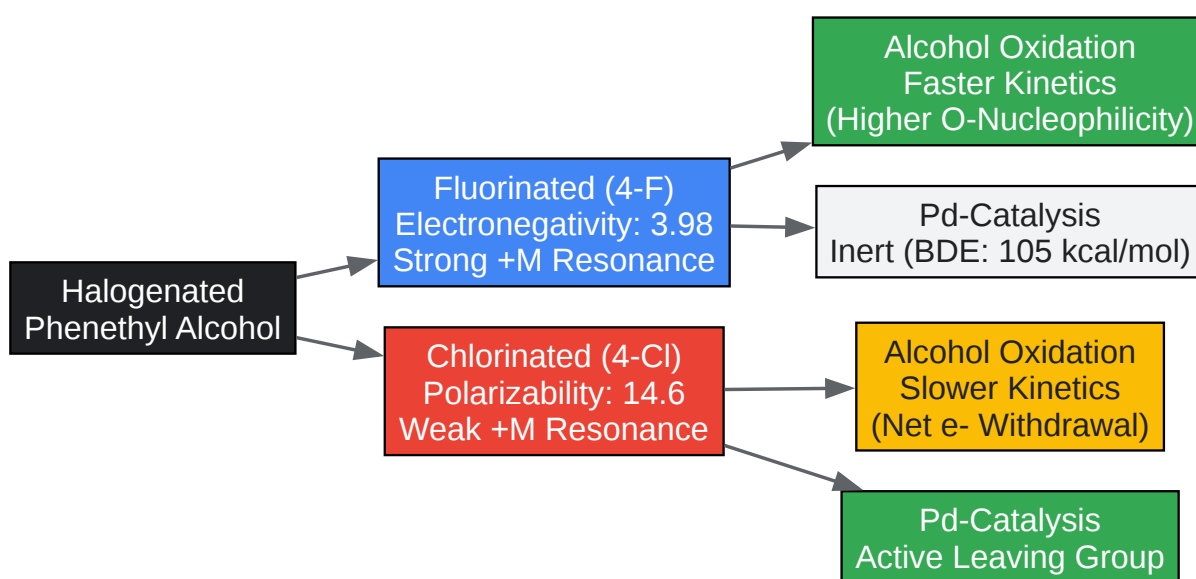 Halogenated
Phenethyl Alcohol
Fluorinated (4-F)
Electronegativity: 3.98
Strong +M Resonance
Chlorinated (4-Cl)
Polarizability: 14.6
Weak +M Resonance
Alcohol Oxidation
Faster Kinetics
(Higher O-Nucleophilicity)
Pd-Catalysis
Inert (BDE: 105 kcal/mol)
Alcohol Oxidation
Slower Kinetics
(Net e- Withdrawal)
Pd-Catalysis
Active Leaving Group